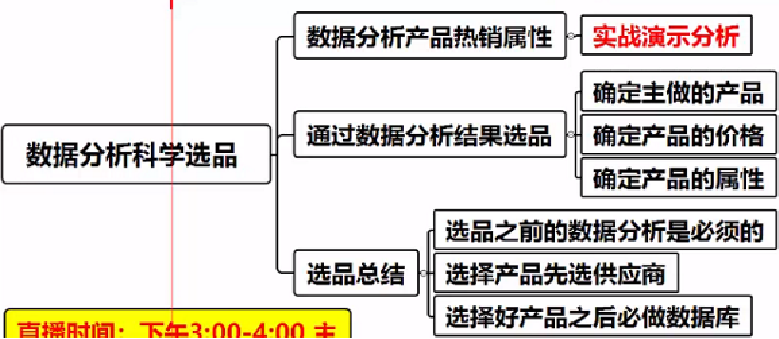 数据分析科学选品
数据分析产品热销属性
实战演示分析
通过数据分析结果选品
确定主做的产品
确定产品的价格
确定产品的属性
选品总结
选品之前的数据分析是必须的
选择产品先选供应商
选择好产品之后必做数据库
直播时间：下午3:00-4:00 主